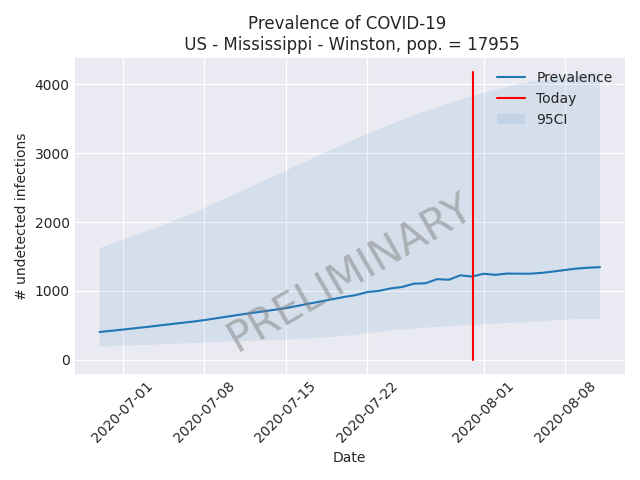 Prevalence of COVID-19
US - Mississippi - Winston, pop. = 17955
# undetected infections
4000
3000
2000
1000
0
Prevalence
Today
95CI
PRELIMINARY
2020-07-01
2020-07-08
2020-07-15
2020-07-22
2020-08-01
2020-08-08
Date